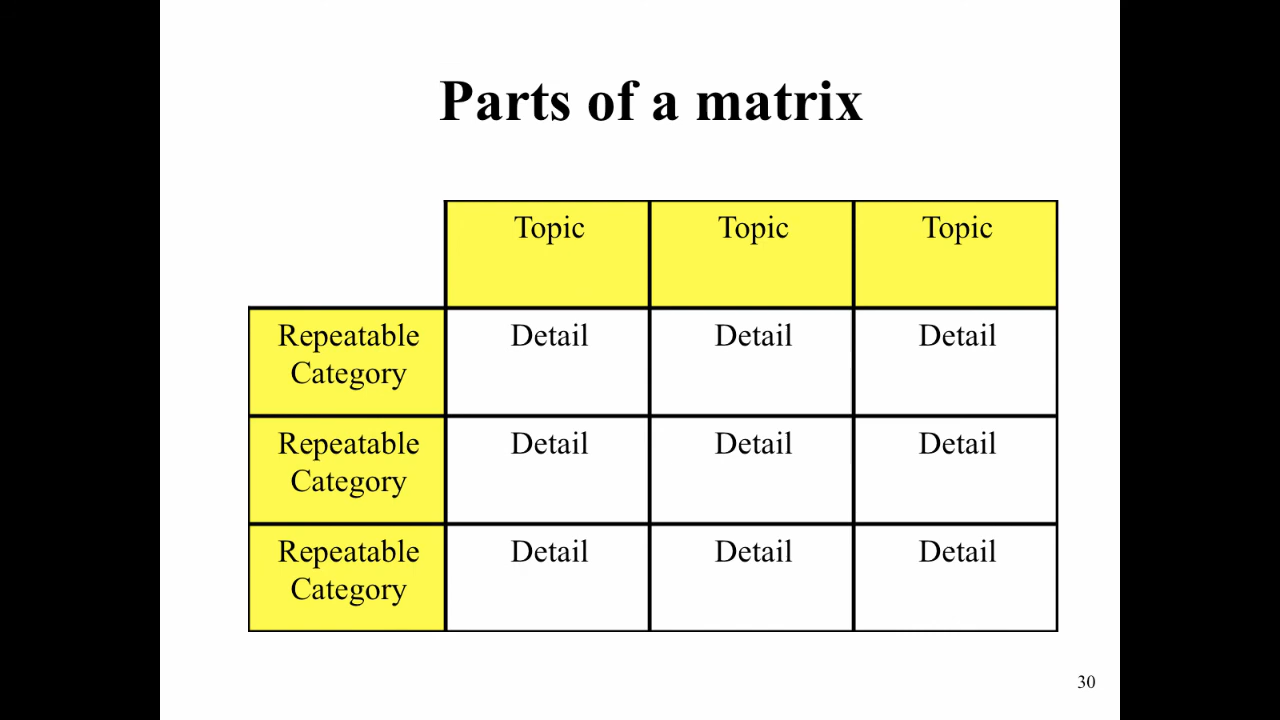 Parts of a matrix
Topic Topic Topic
Repeatable Detail Detail Detail
Category
Repeatable Detail Detail Detail
Category
Repeatable Detail Detail Detail
Category
30